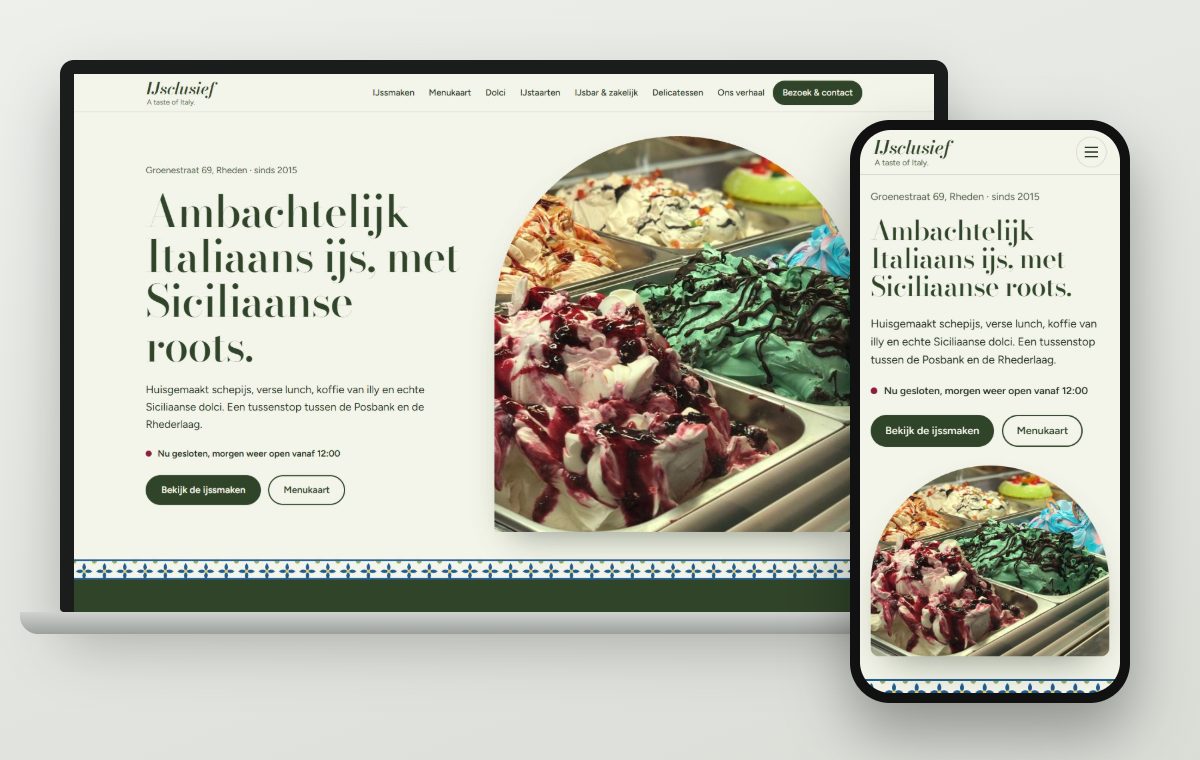 IJsclusief
A taste of Italy.
IJssmaken Menukaart Dolci IJstaarten IJsbar & zakelijk Delicatessen Ons verhaal Bezoek & contact
Groenestraat 69, Rheden · sinds 2015
Ambachtelijk
Italiaans ijs, met
Siciliaanse
roots.
Huisgemaakt schepijs, verse lunch, koffie van illy en echte
Siciliaanse dolci. Een tussenstop tussen de Posbank en de
Rhederlaag.
Nu gesloten, morgen weer open vanaf 12:00
Bekijk de ijssmaken Menukaart
IJsclusief
A taste of Italy.
Groenestraat 69, Rheden · sinds 2015
Ambachtelijk
Italiaans ijs, met
Siciliaanse roots.
Huisgemaakt schepijs, verse lunch, koffie van
illy en echte Siciliaanse dolci. Een tussenstop
tussen de Posbank en de Rhederlaag.
Nu gesloten, morgen weer open vanaf 12:00
Bekijk de ijssmaken Menukaart